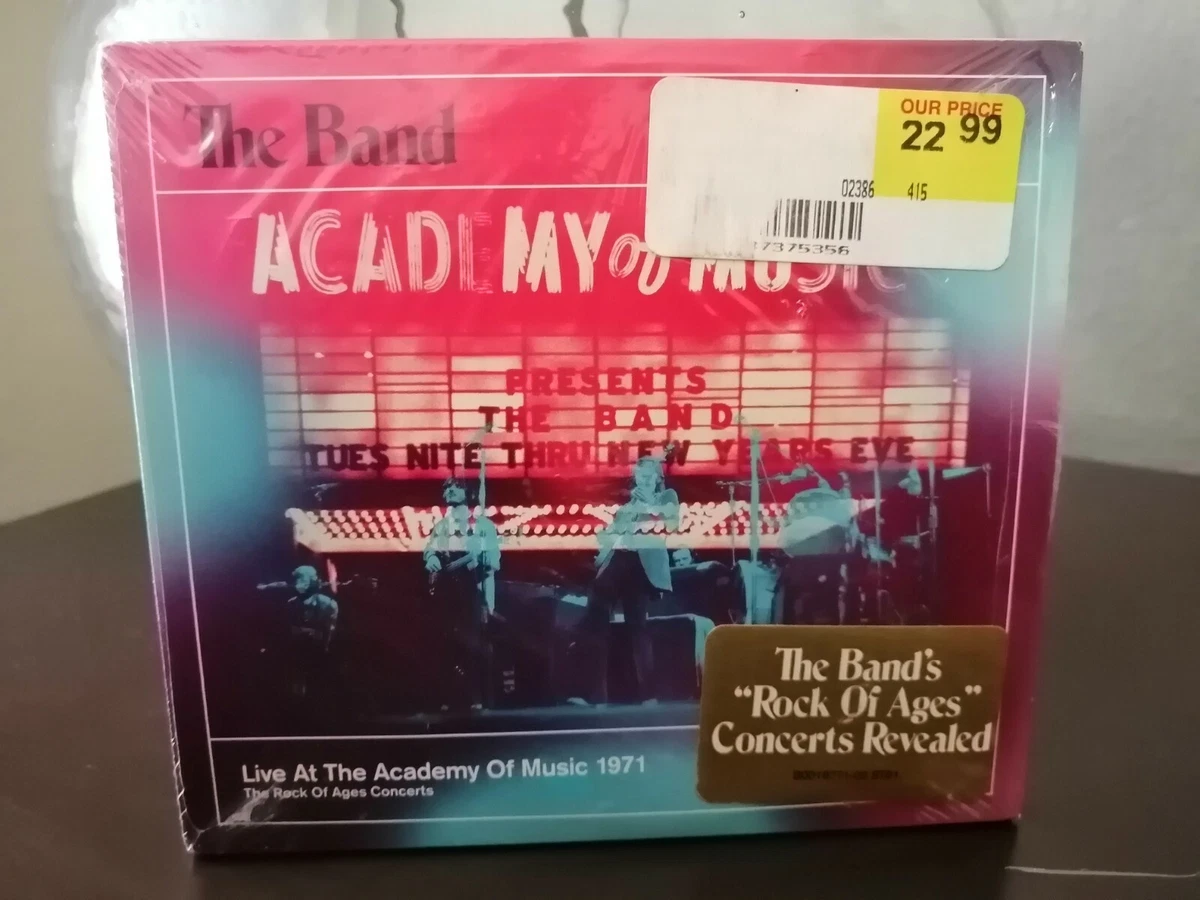 The Band
OUR PRICE
22 99
02386 415
37375356
ACADEMY of MUSIC
PRESENTS
THE BAND
TUES NITE THRU NEW YEARS EVE
The Band's
"Rock Of Ages"
Concerts Revealed
Live At The Academy Of Music 1971
The Rock Of Ages Concerts